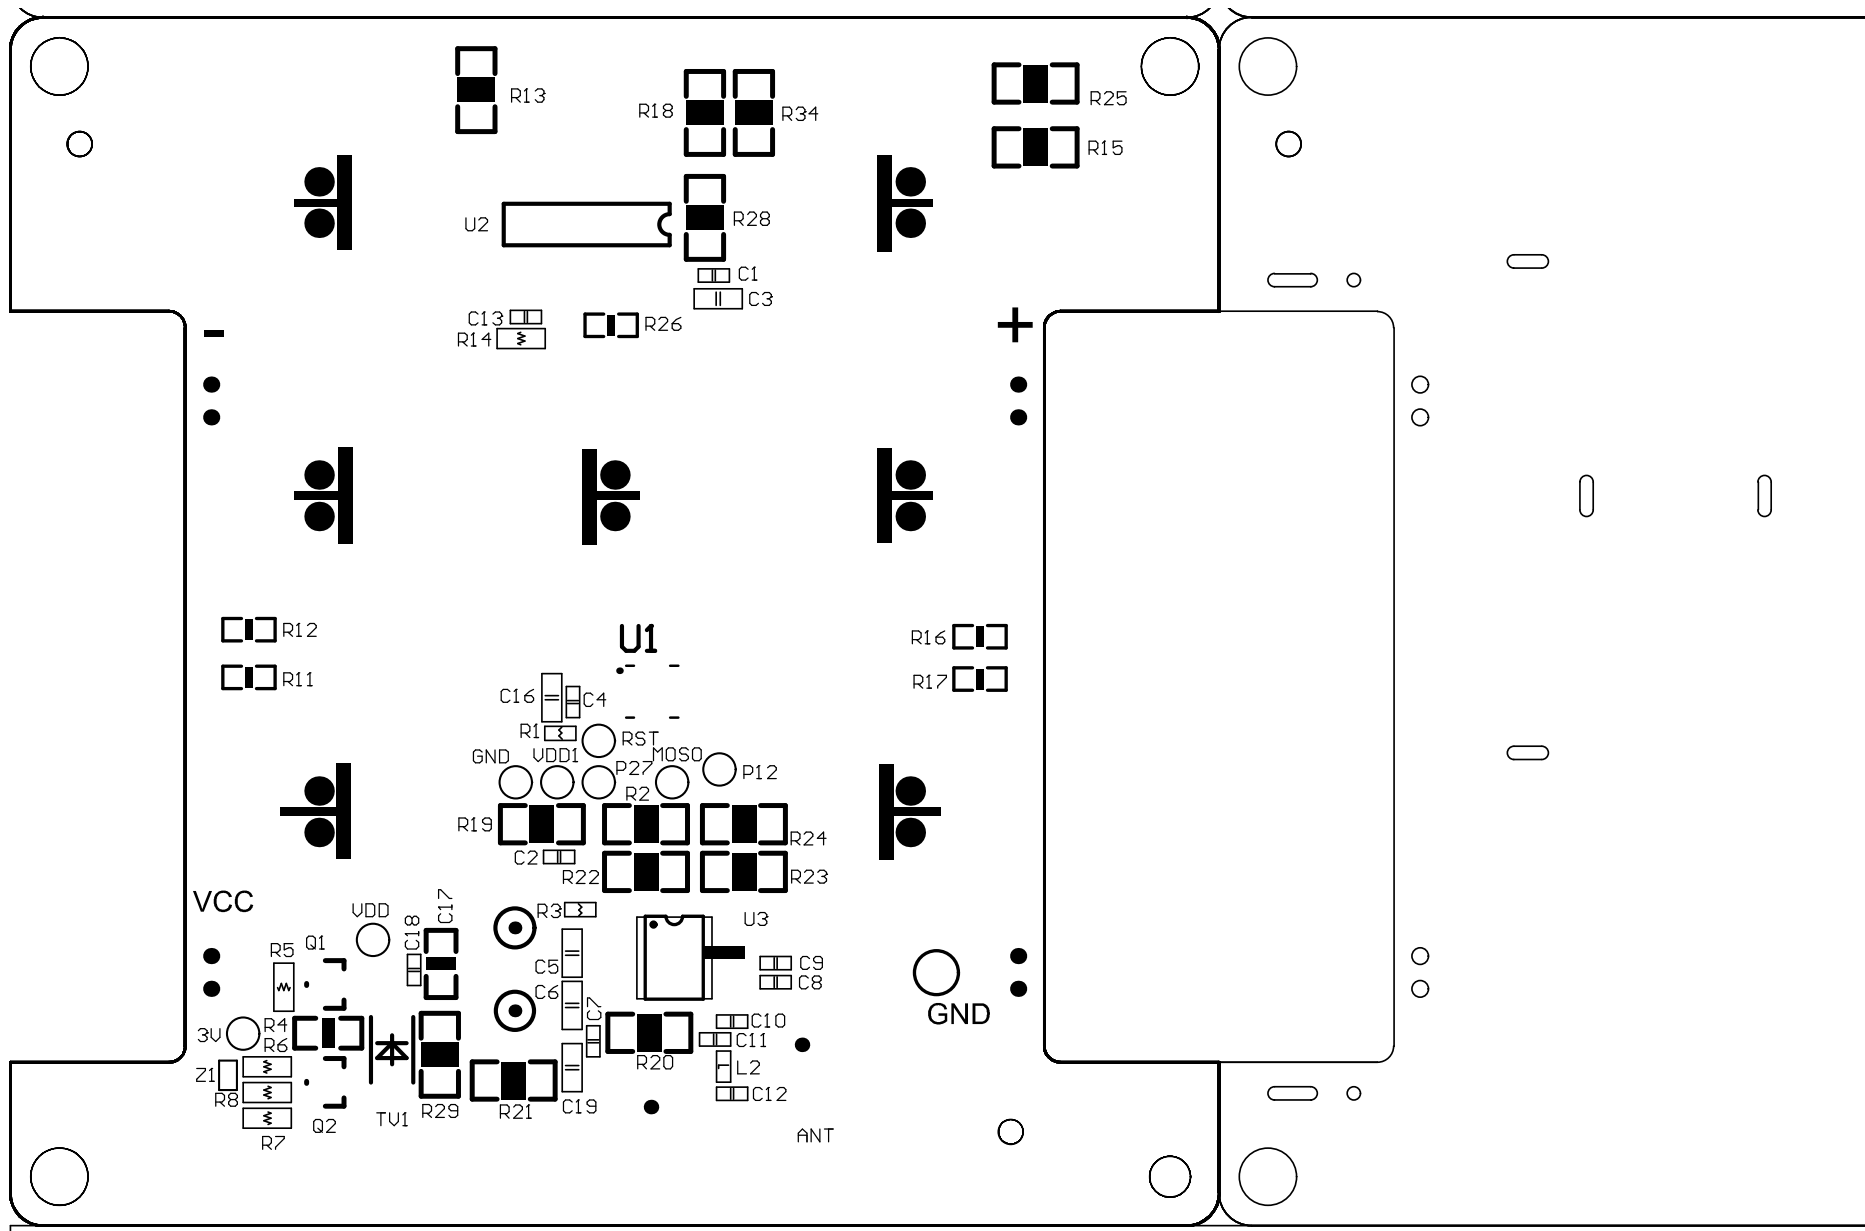 R13
R18
R34
R25
R15
U2
R28
C1
C3
C13
R14
R26
-
+
R12
R11
U1
R16
R17
C16
C4
R1
RST
GND
VDD1
P27
MOSO
P12
R2
R19
R24
C2
R22
R23
VCC
VDD
C18
C17
R3
U3
R5
Q1
C5
C9
C8
C6
C7
GND
3V
R4
R6
C10
C11
R20
L2
Z1
R8
C12
R7
Q2
TV1
R29
R21
C19
ANT